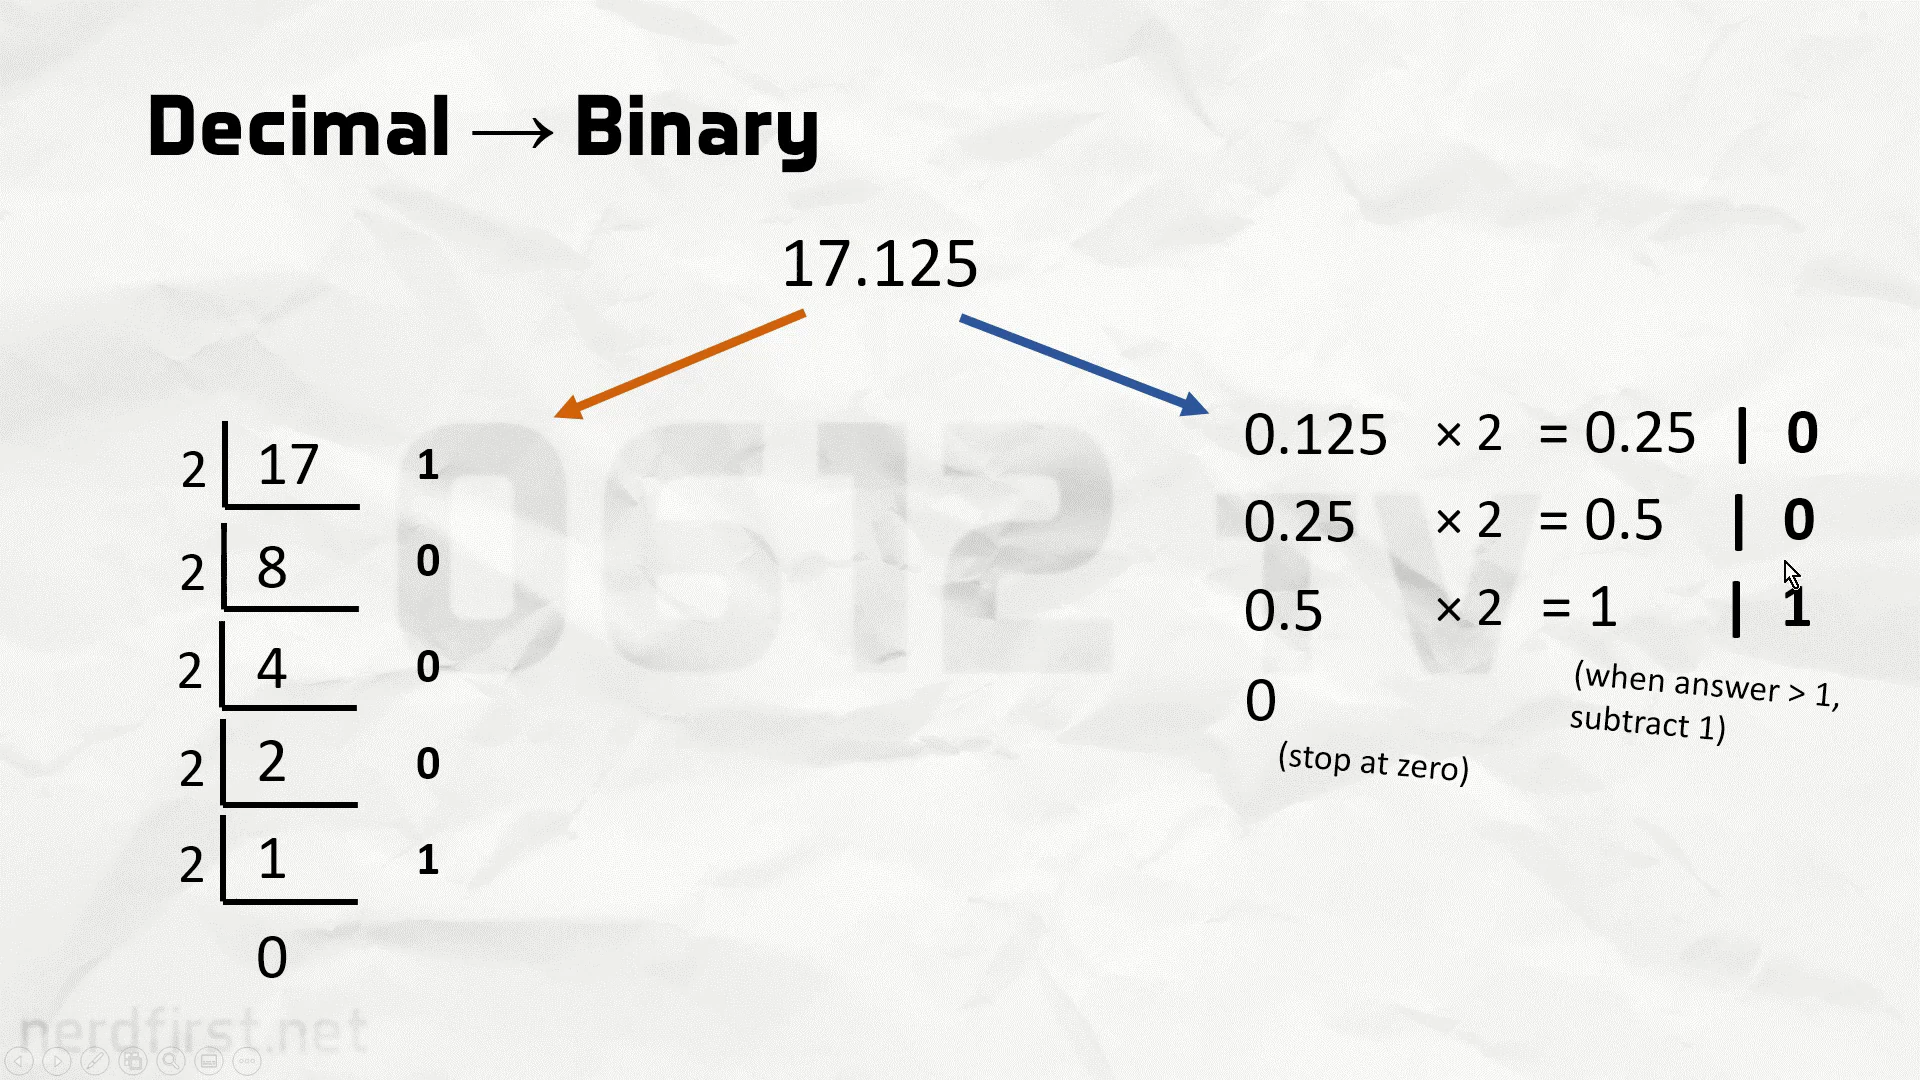 Decimal → Binary
17.125
2 17 1
2 8 0
2 4 0
2 2 0
2 1 1
0
0.125 × 2 = 0.25 | 0
0.25 × 2 = 0.5 | 0
0.5 × 2 = 1 | 1
(when answer > 1,
subtract 1)
0
(stop at zero)
0612 TV
nerdfirst.net